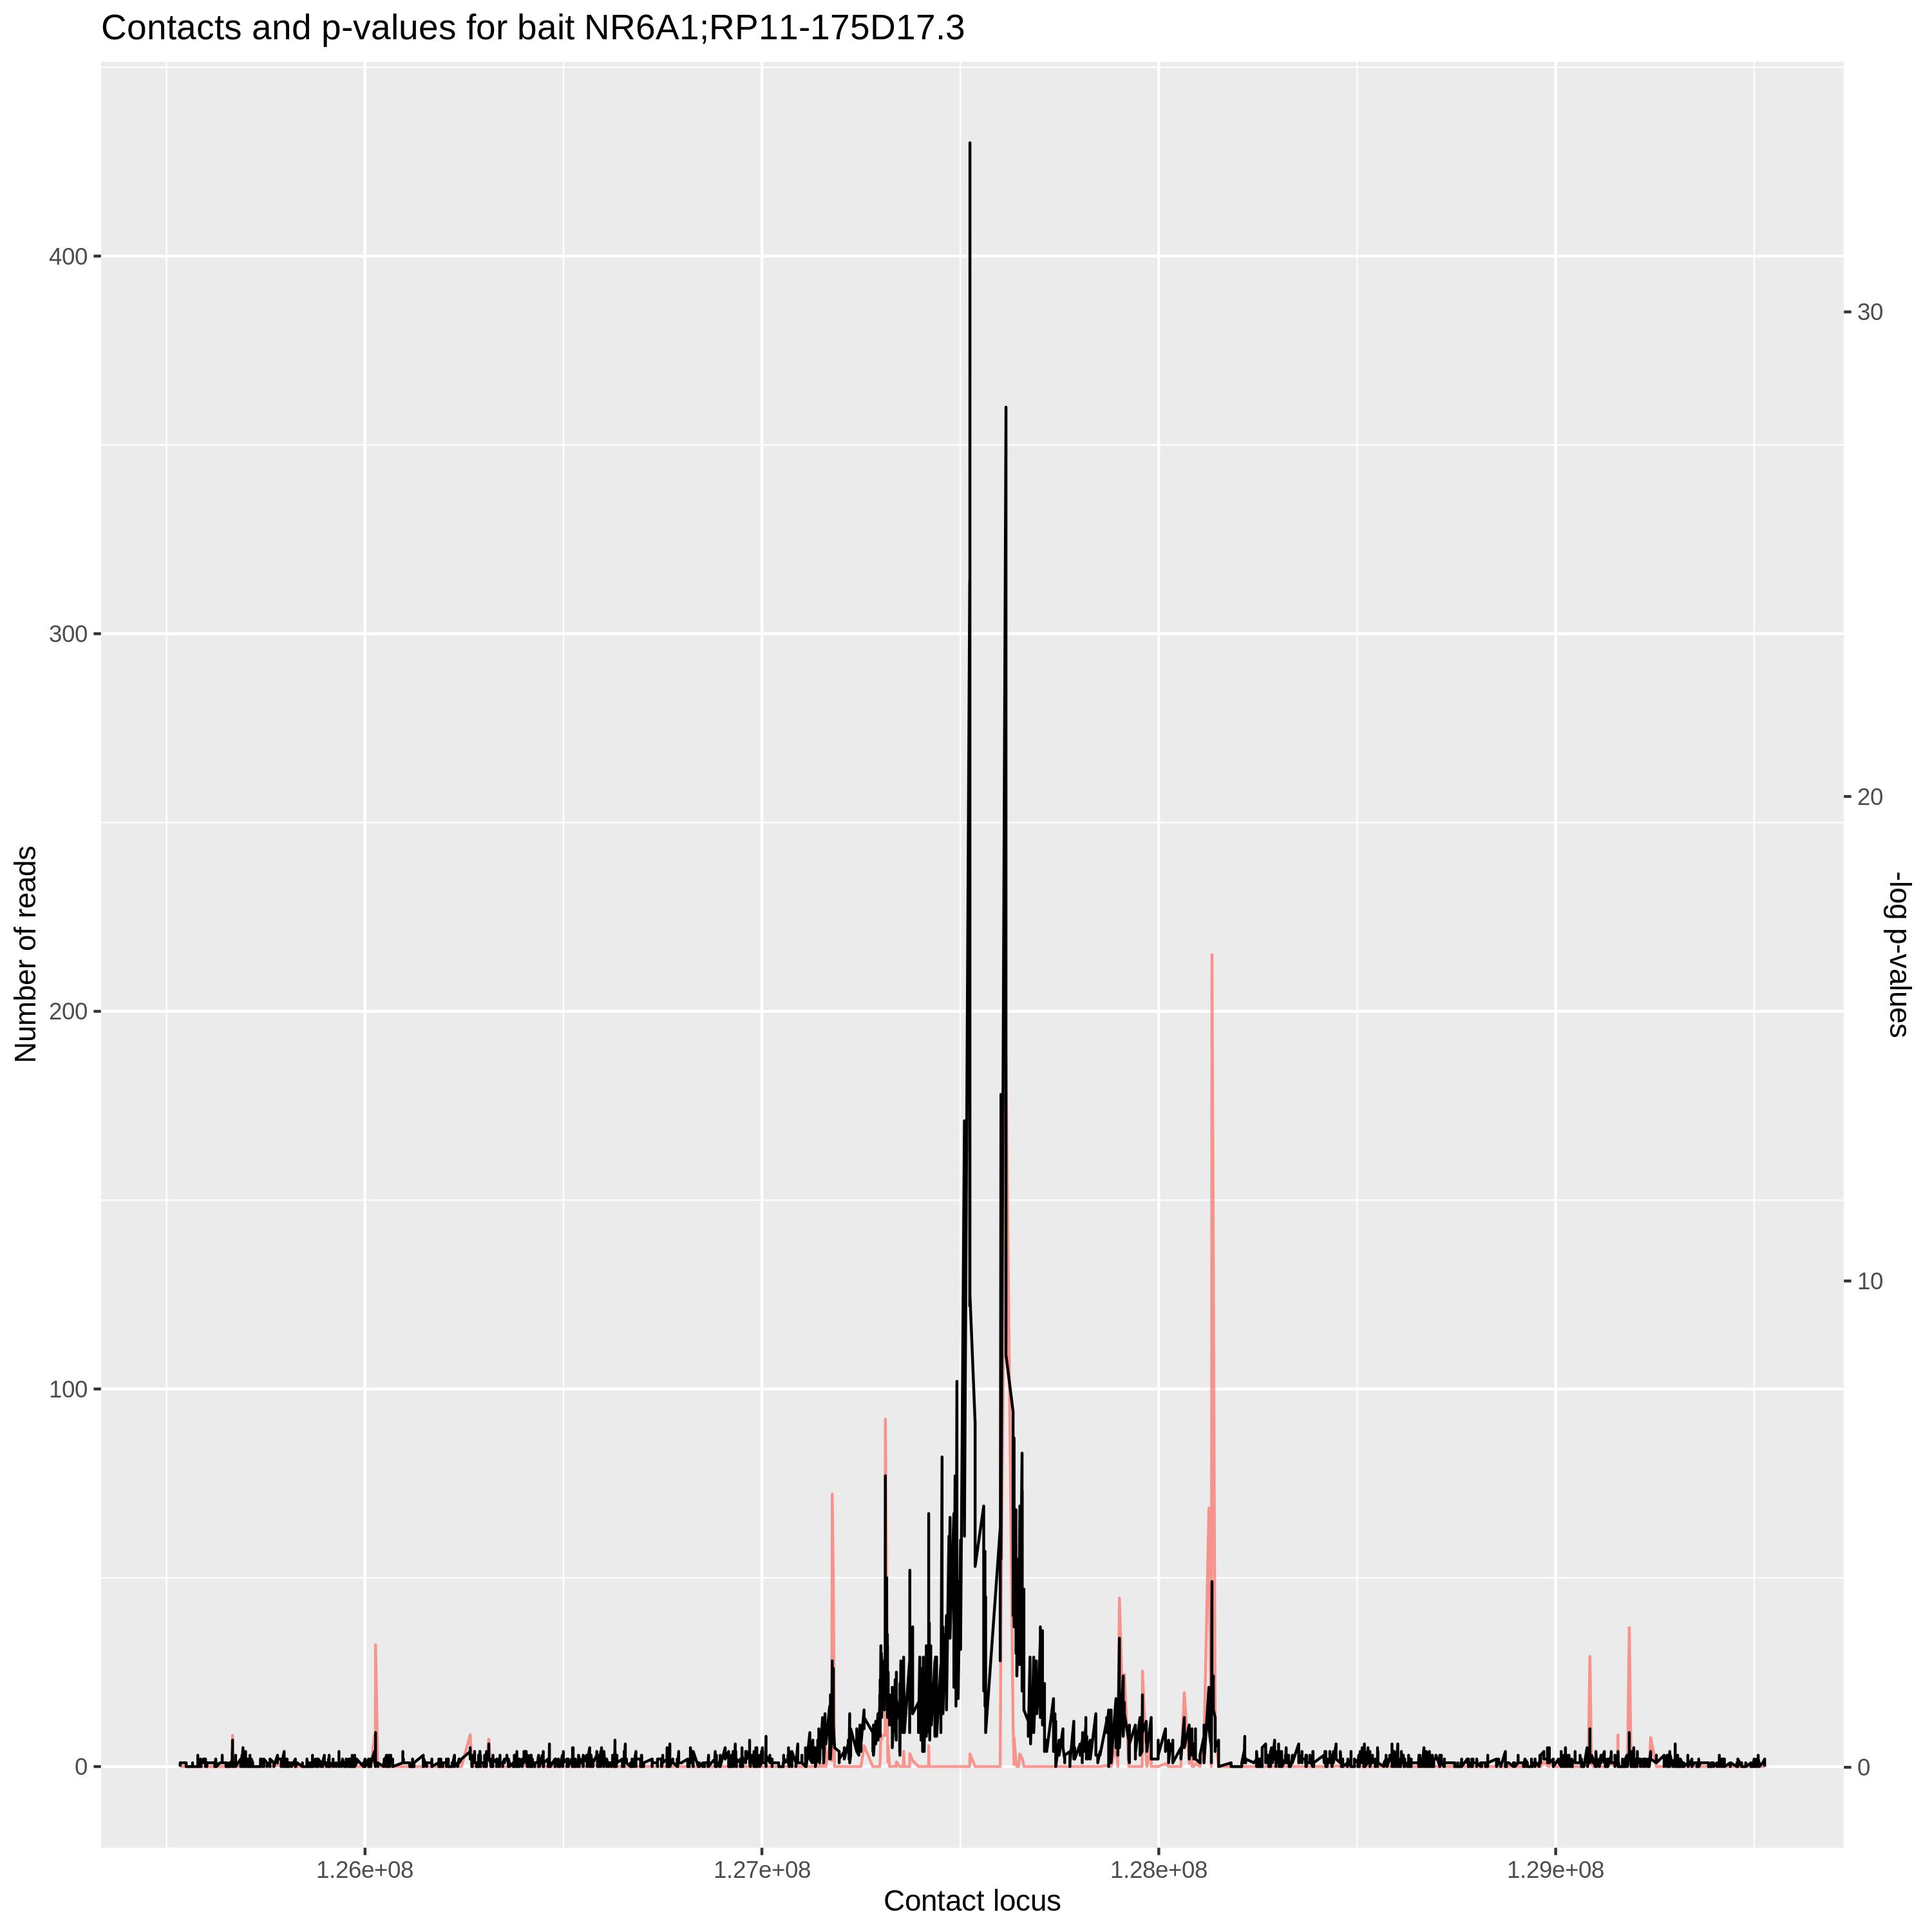 Contacts and p-values for bait NR6A1;RP11-175D17.3
400
300
200
100
0
Number of reads
30
20
10
0
-log p-values
1.26e+08
1.27e+08
1.28e+08
1.29e+08
Contact locus